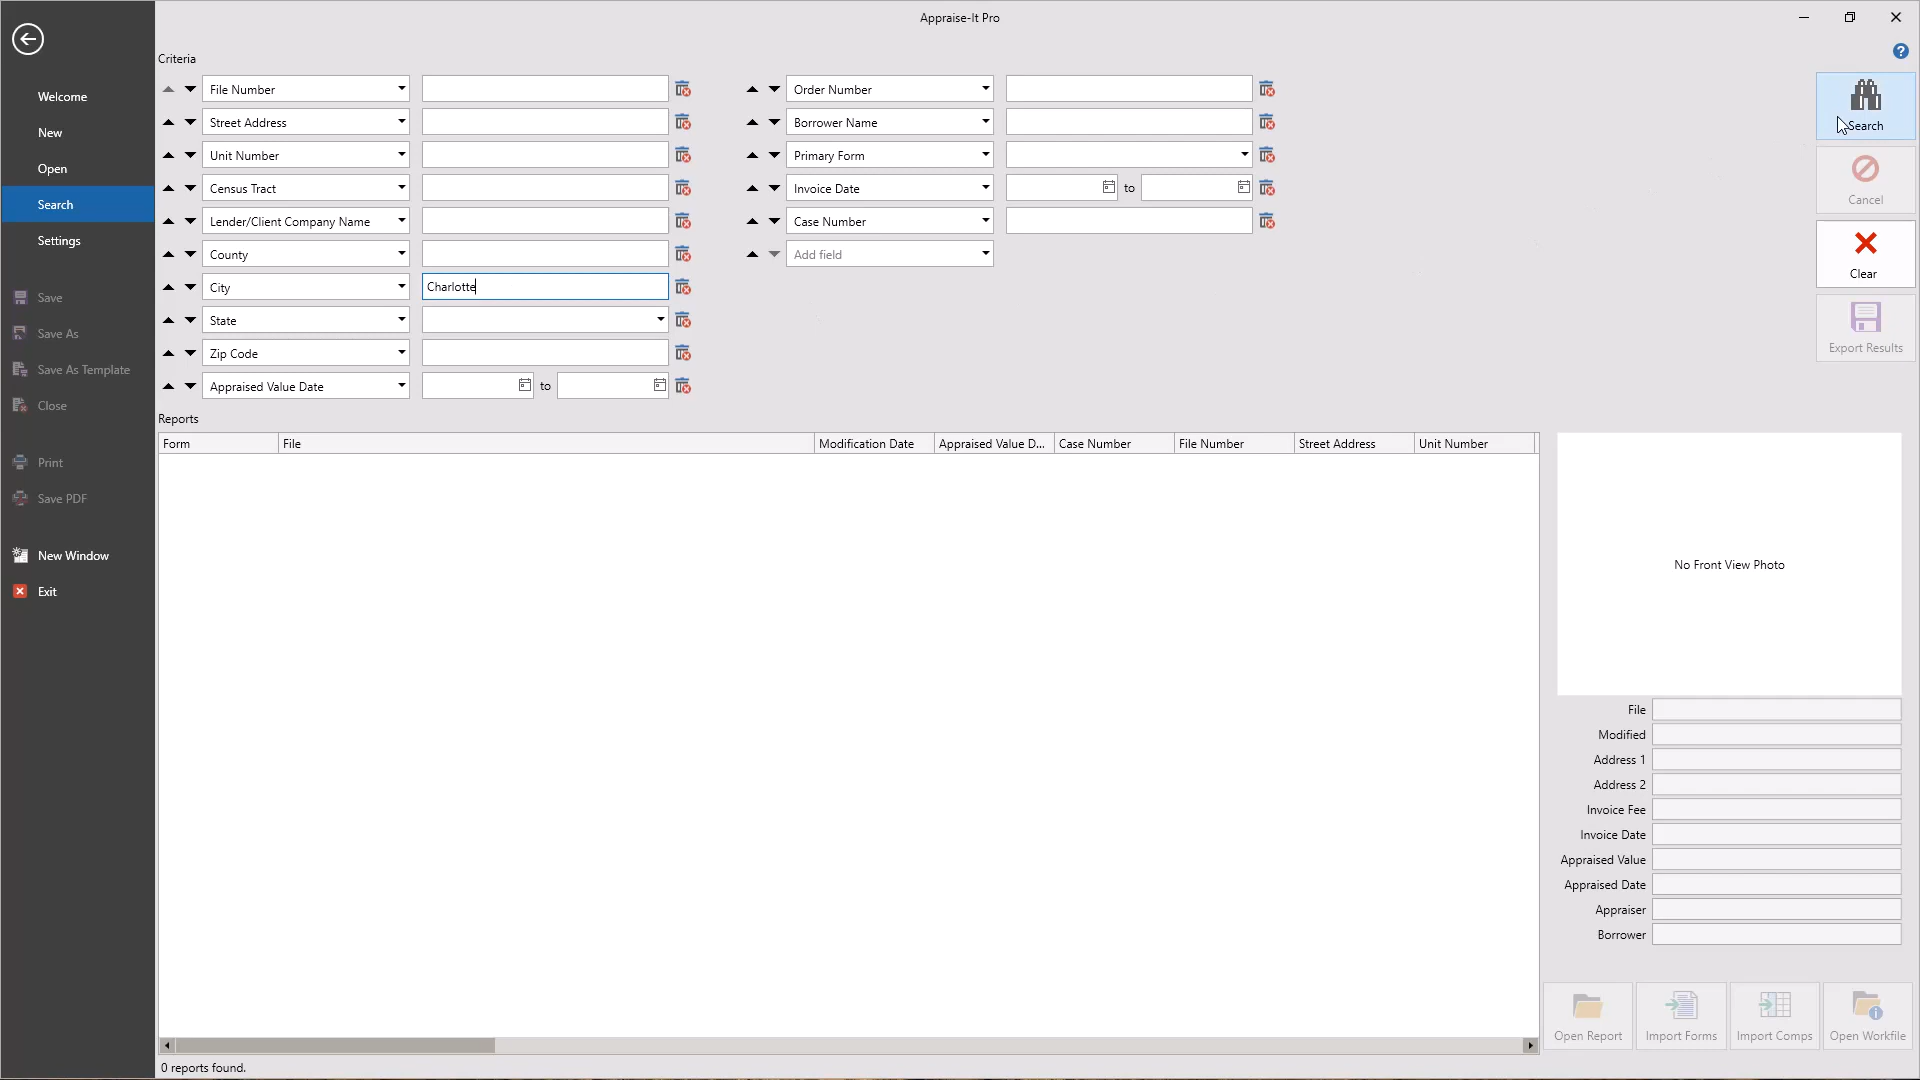 Appraise-It Pro
Welcome
New
Open
Search
Settings
Save
Save As
Save As Template
Close
Print
Save PDF
New Window
Exit
Criteria
File Number
Street Address
Unit Number
Census Tract
Lender/Client Company Name
County
City Charlotte
State
Zip Code
Appraised Value Date to
Order Number
Borrower Name
Primary Form
Invoice Date to
Case Number
Add field
?
Search
Cancel
Clear
Export Results
Reports
Form File Modification Date Appraised Value D... Case Number File Number Street Address Unit Number
No Front View Photo
File
Modified
Address 1
Address 2
Invoice Fee
Invoice Date
Appraised Value
Appraised Date
Appraiser
Borrower
Open Report Import Forms Import Comps Open Workfile
0 reports found.